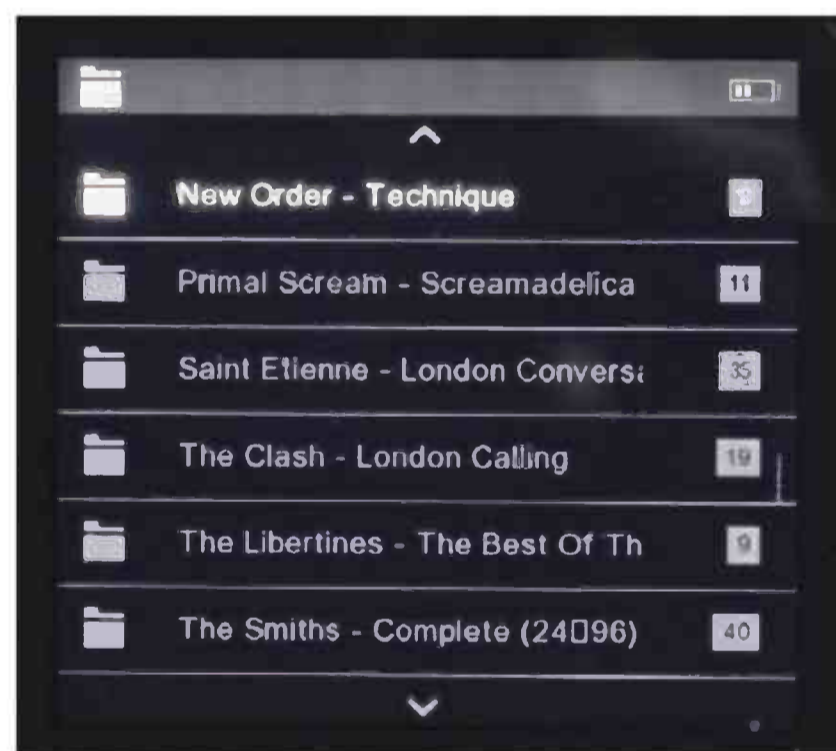 New Order - Technique
Primal Scream - Screamadelica 11
Saint Etienne - London Convers 35
The Clash - London Calling 19
The Libertines - The Best Of Th 9
The Smiths - Complete (24□96) 40